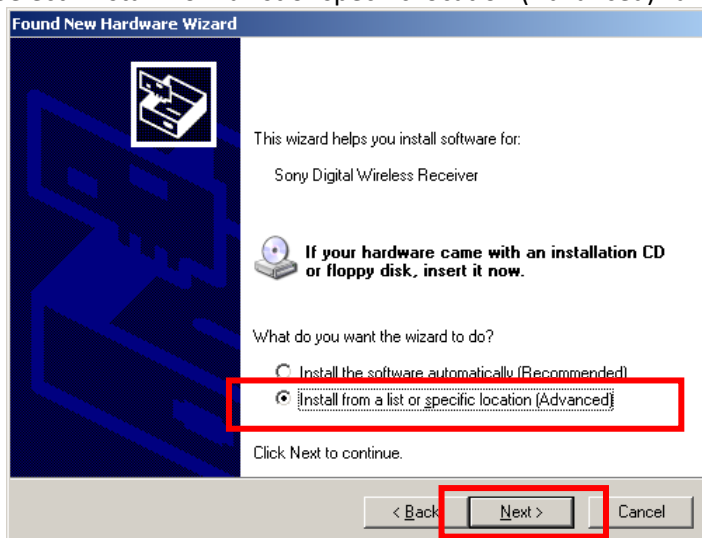 Found New Hardware Wizard
This wizard helps you install software for:
Sony Digital Wireless Receiver
If your hardware came with an installation CD
or floppy disk, insert it now.
What do you want the wizard to do?
Install the software automatically (Recommended)
Install from a list or specific location (Advanced)
Click Next to continue.
< Back Next > Cancel